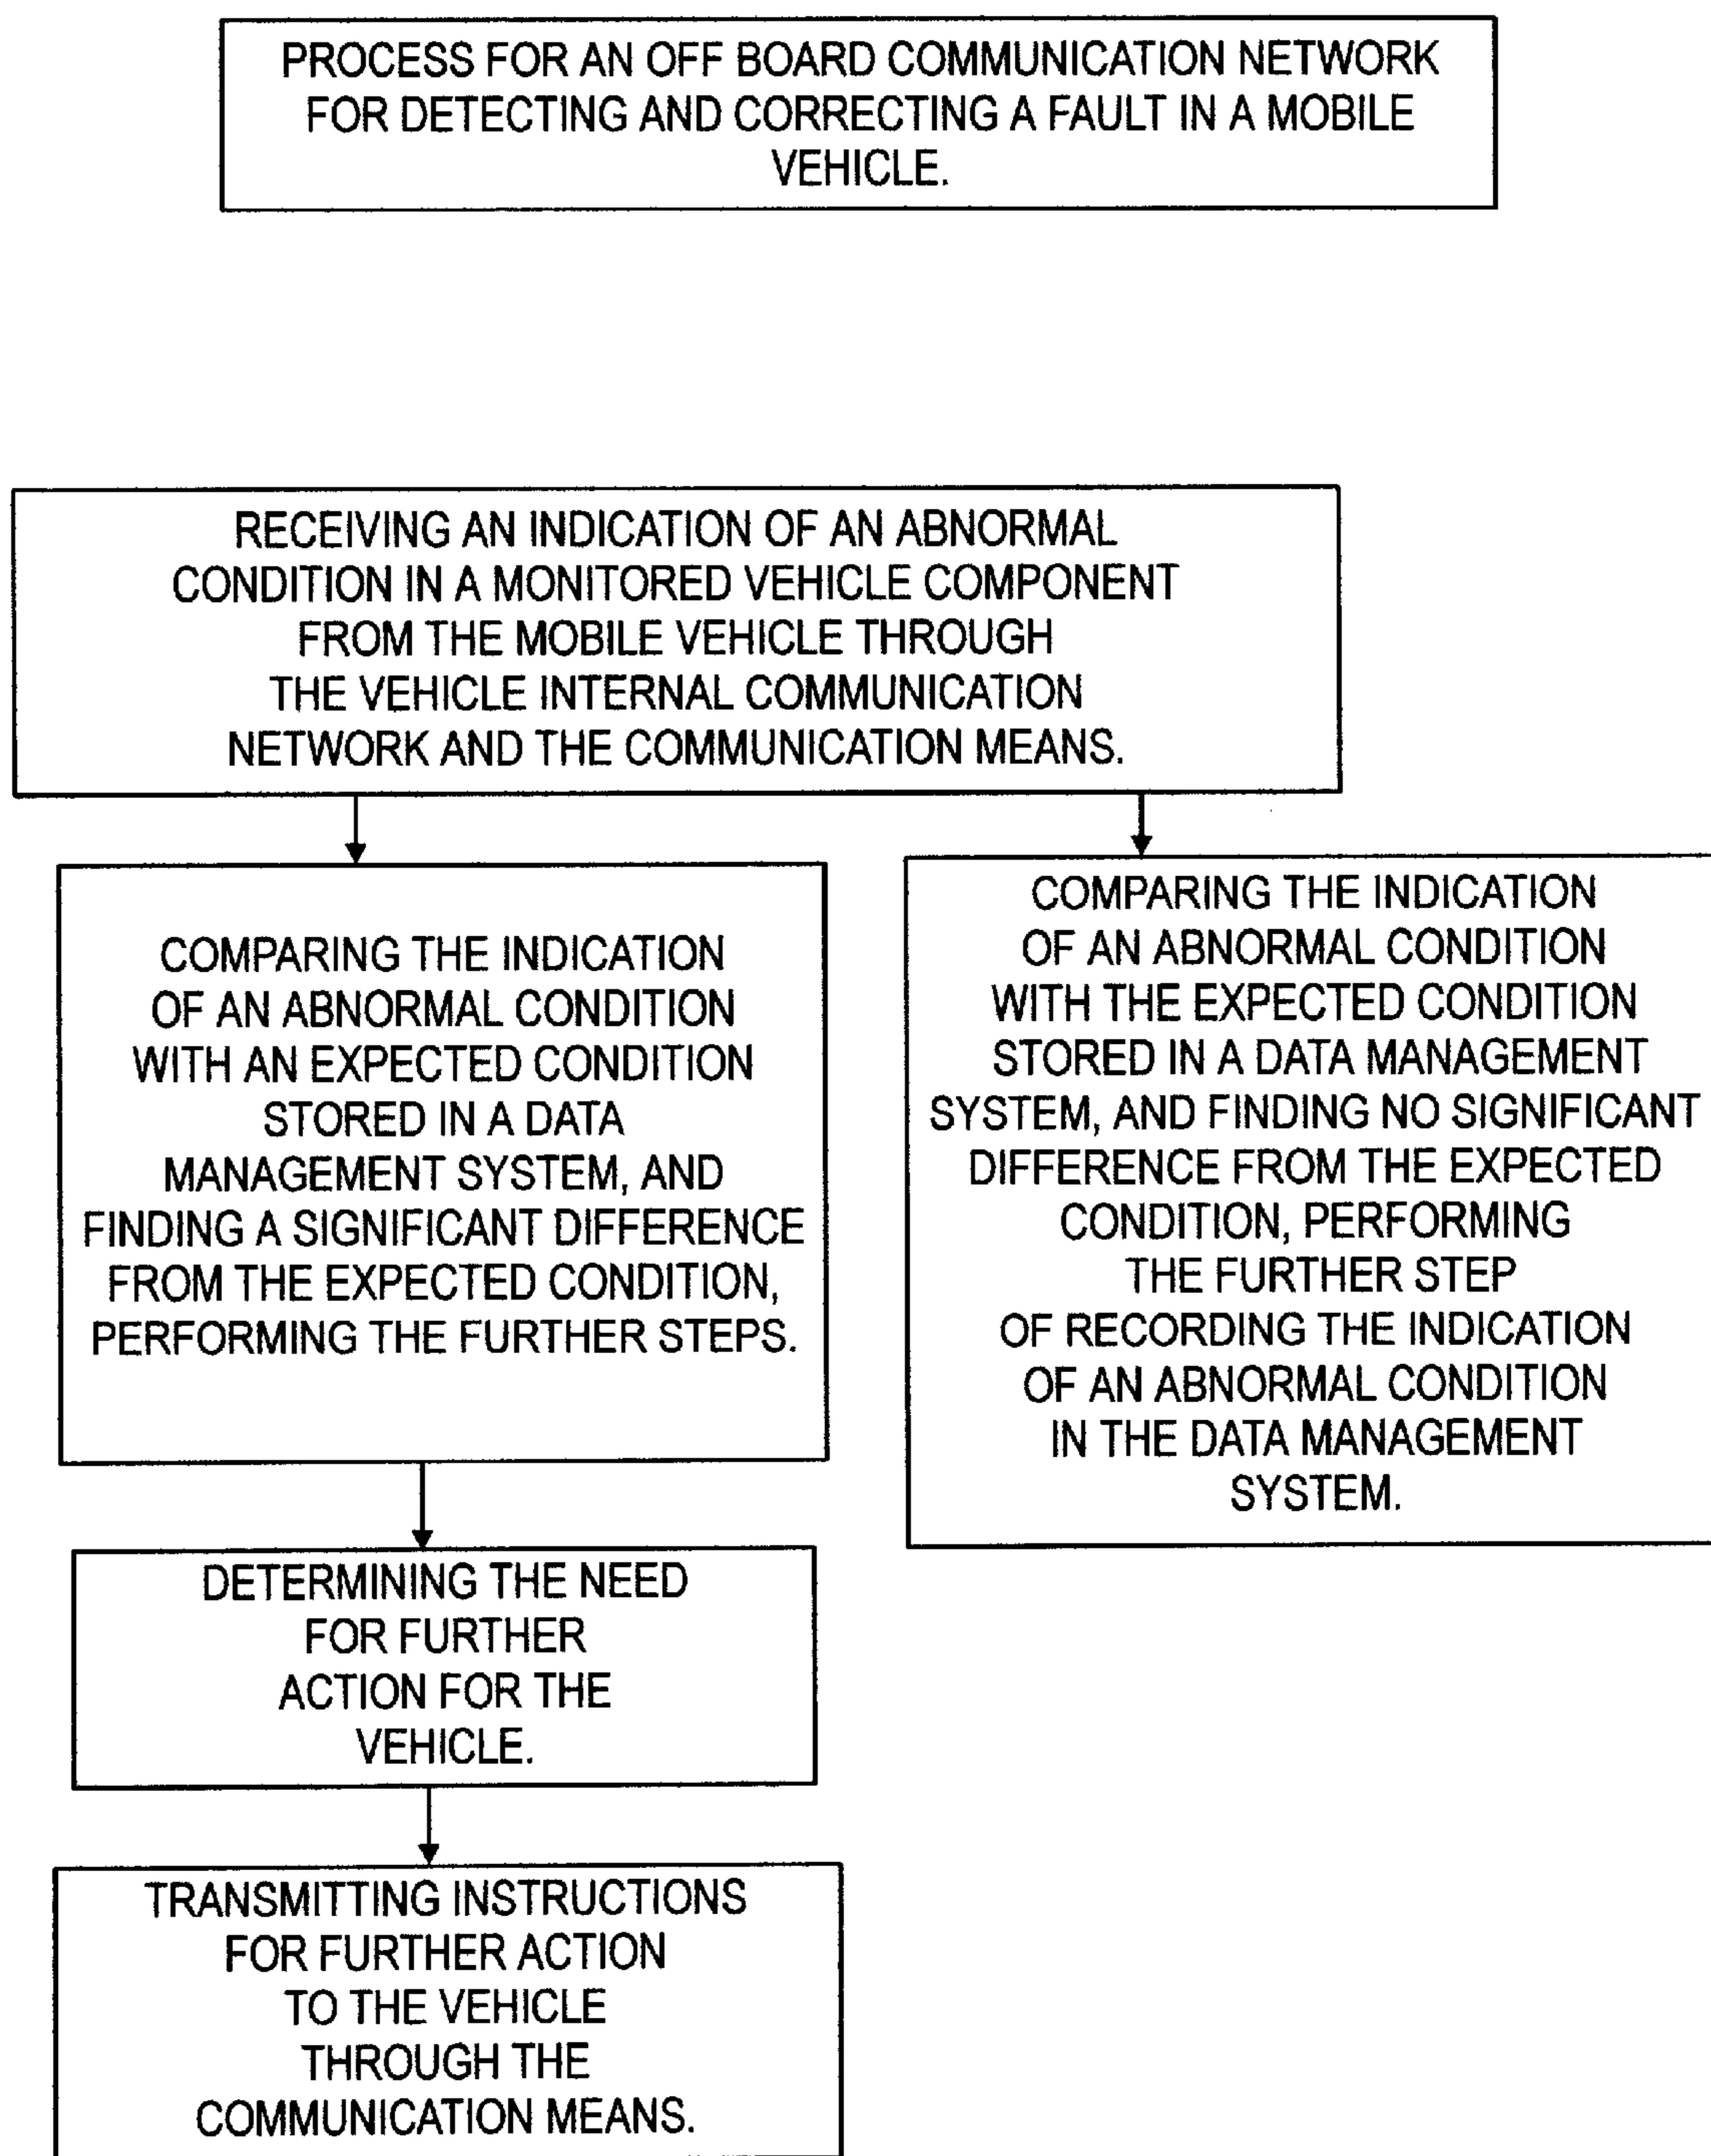 PROCESS FOR AN OFF BOARD COMMUNICATION NETWORK
FOR DETECTING AND CORRECTING A FAULT IN A MOBILE
VEHICLE.
RECEIVING AN INDICATION OF AN ABNORMAL
CONDITION IN A MONITORED VEHICLE COMPONENT
FROM THE MOBILE VEHICLE THROUGH
THE VEHICLE INTERNAL COMMUNICATION
NETWORK AND THE COMMUNICATION MEANS.
COMPARING THE INDICATION
OF AN ABNORMAL CONDITION
WITH AN EXPECTED CONDITION
STORED IN A DATA
MANAGEMENT SYSTEM, AND
FINDING A SIGNIFICANT DIFFERENCE
FROM THE EXPECTED CONDITION,
PERFORMING THE FURTHER STEPS.
COMPARING THE INDICATION
OF AN ABNORMAL CONDITION
WITH THE EXPECTED CONDITION
STORED IN A DATA MANAGEMENT
SYSTEM, AND FINDING NO SIGNIFICANT
DIFFERENCE FROM THE EXPECTED
CONDITION, PERFORMING
THE FURTHER STEP
OF RECORDING THE INDICATION
OF AN ABNORMAL CONDITION
IN THE DATA MANAGEMENT
SYSTEM.
DETERMINING THE NEED
FOR FURTHER
ACTION FOR THE
VEHICLE.
TRANSMITTING INSTRUCTIONS
FOR FURTHER ACTION
TO THE VEHICLE
THROUGH THE
COMMUNICATION MEANS.